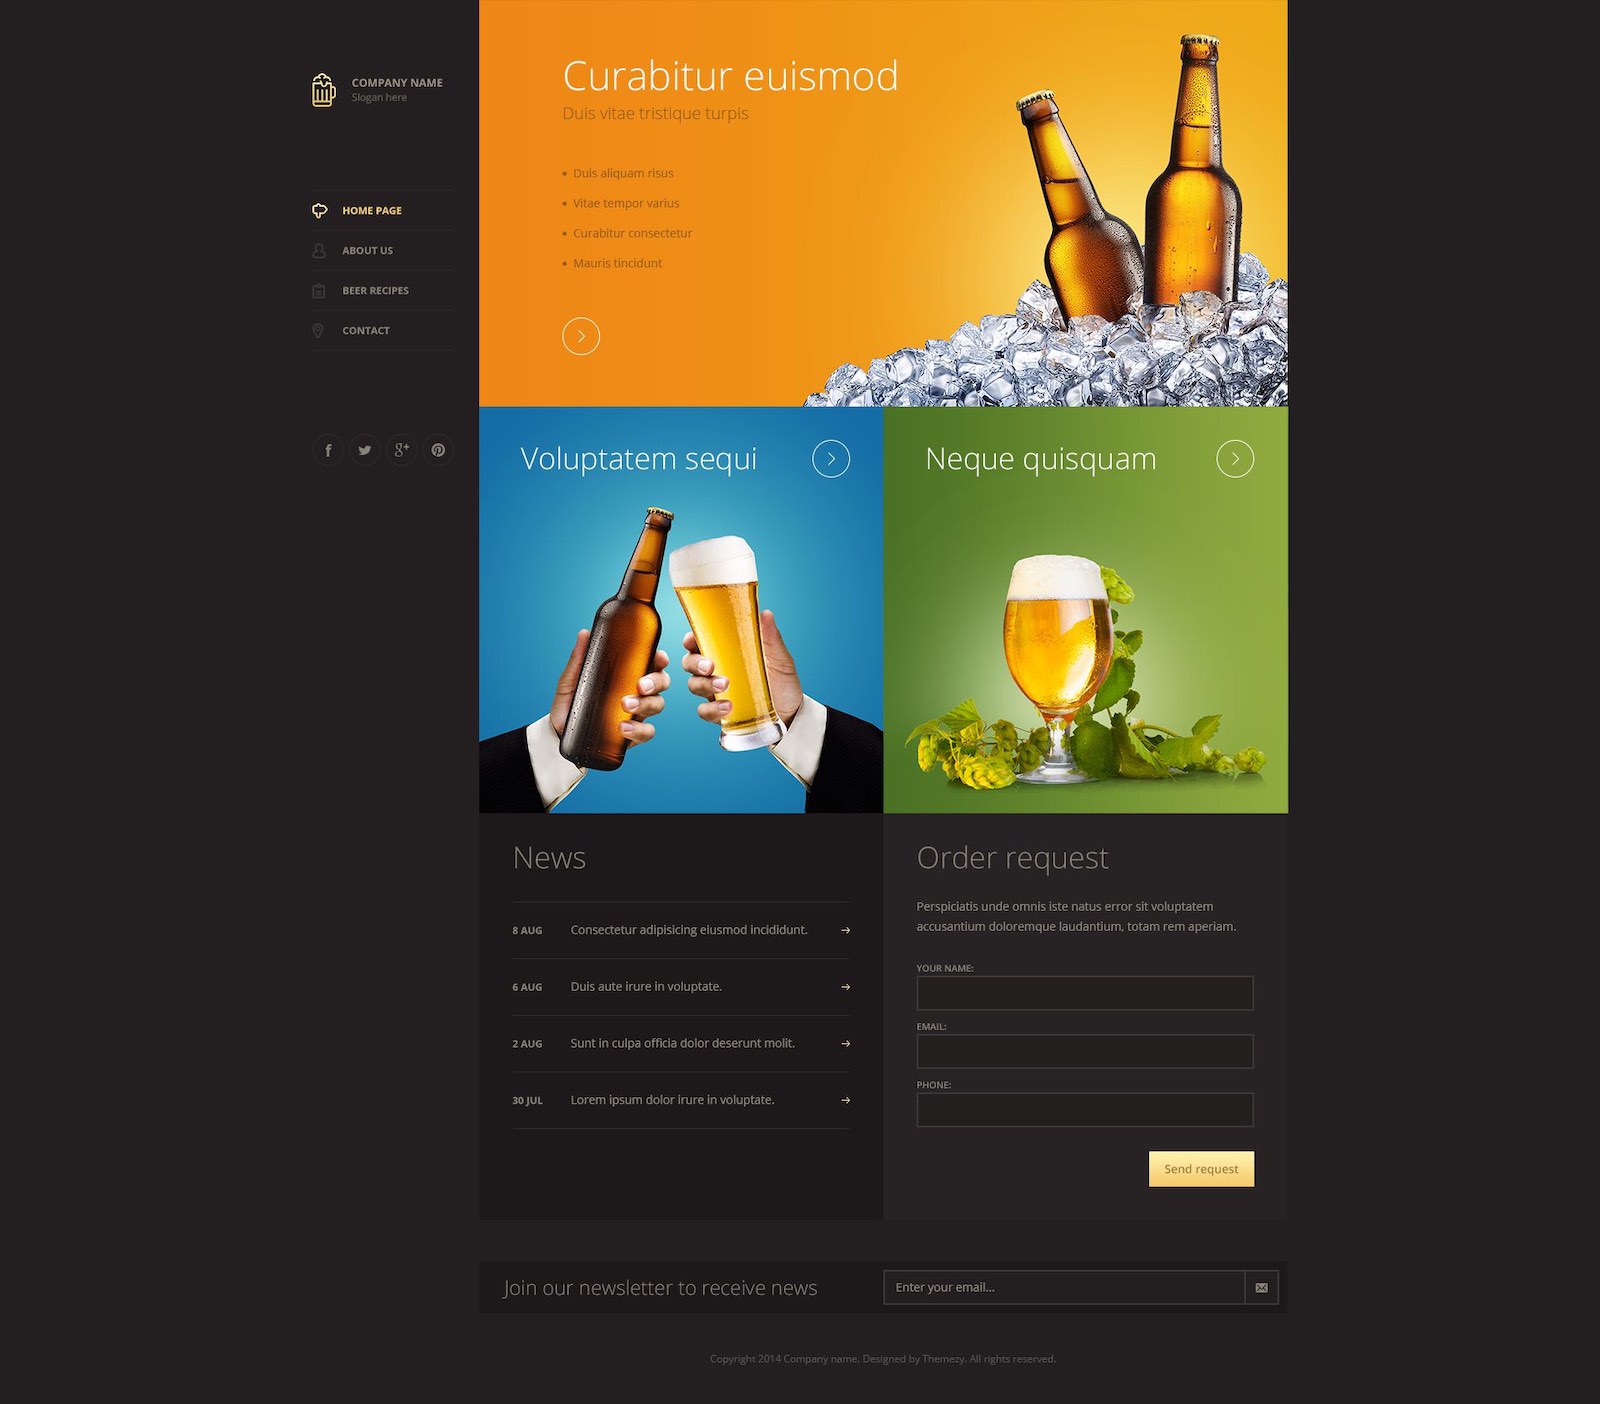 COMPANY NAME
Slogan here
HOME PAGE
ABOUT US
BEER RECIPES
CONTACT
Curabitur euismod
Duis vitae tristique turpis
• Duis aliquam risus
• Vitae tempor varius
• Curabitur consectetur
• Mauris tincidunt
Voluptatem sequi
Neque quisquam
News
8 AUG Consectetur adipisicing eiusmod incididunt.
6 AUG Duis aute irure in voluptate.
2 AUG Sunt in culpa officia dolor deserunt molit.
30 JUL Lorem ipsum dolor irure in voluptate.
Order request
Perspiciatis unde omnis iste natus error sit voluptatem
accusantium doloremque laudantium, totam rem aperiam.
YOUR NAME:
EMAIL:
PHONE:
Send request
Join our newsletter to receive news
Enter your email...
Copyright 2014 Company name. Designed by Themezy. All rights reserved.